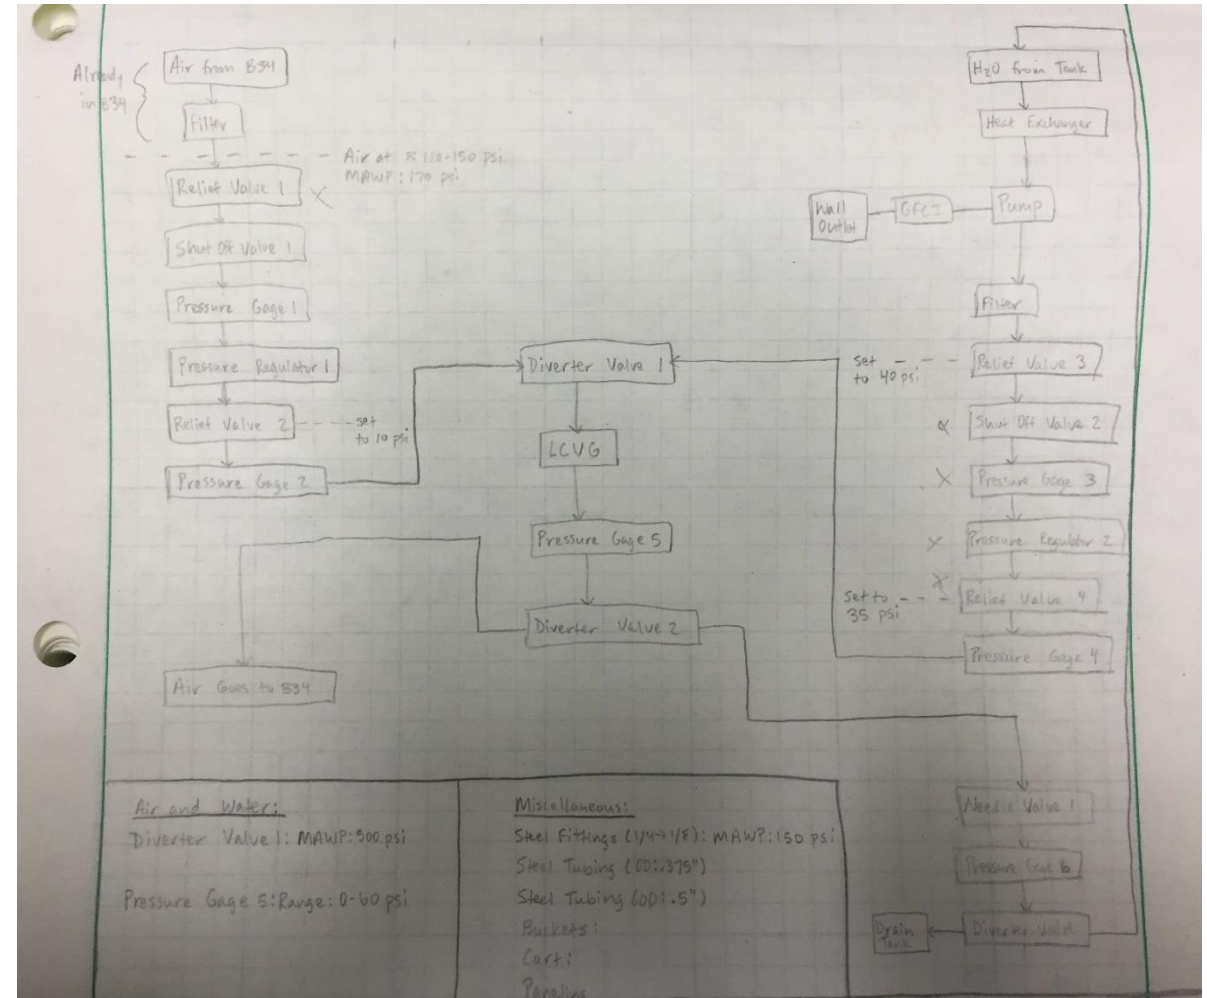 Already
in B34
Air from B34
Filter
Air at ≈ 110-150 psi
MAWP: 170 psi
Relief Valve 1
X
Shut Off Valve 1
Pressure Gage 1
Pressure Regulator 1
Relief Valve 2
set
to 10 psi
Pressure Gage 2
Diverter Valve 1
LCVG
Pressure Gage 5
Diverter Valve 2
Air Goes to B34
H2O from Tank
Heat Exchanger
Wall
Outlet
GFCI
Pump
Filter
set
to 40 psi
Relief Valve 3
Shut Off Valve 2
X
Pressure Gage 3
X
Pressure Regulator 2
X
set to
35 psi
Relief Valve 4
Pressure Gage 4
Needle Valve 1
Pressure Gage 6
Drain
Tank
Diverter Valve
Air and Water:
Diverter Valve 1: MAWP: 500 psi
Pressure Gage 5: Range: 0-60 psi
Miscellaneous:
Steel Fittings (1/4→1/8): MAWP: 150 psi
Steel Tubing (OD: .375")
Steel Tubing (OD: .5")
Buckets:
Cart: